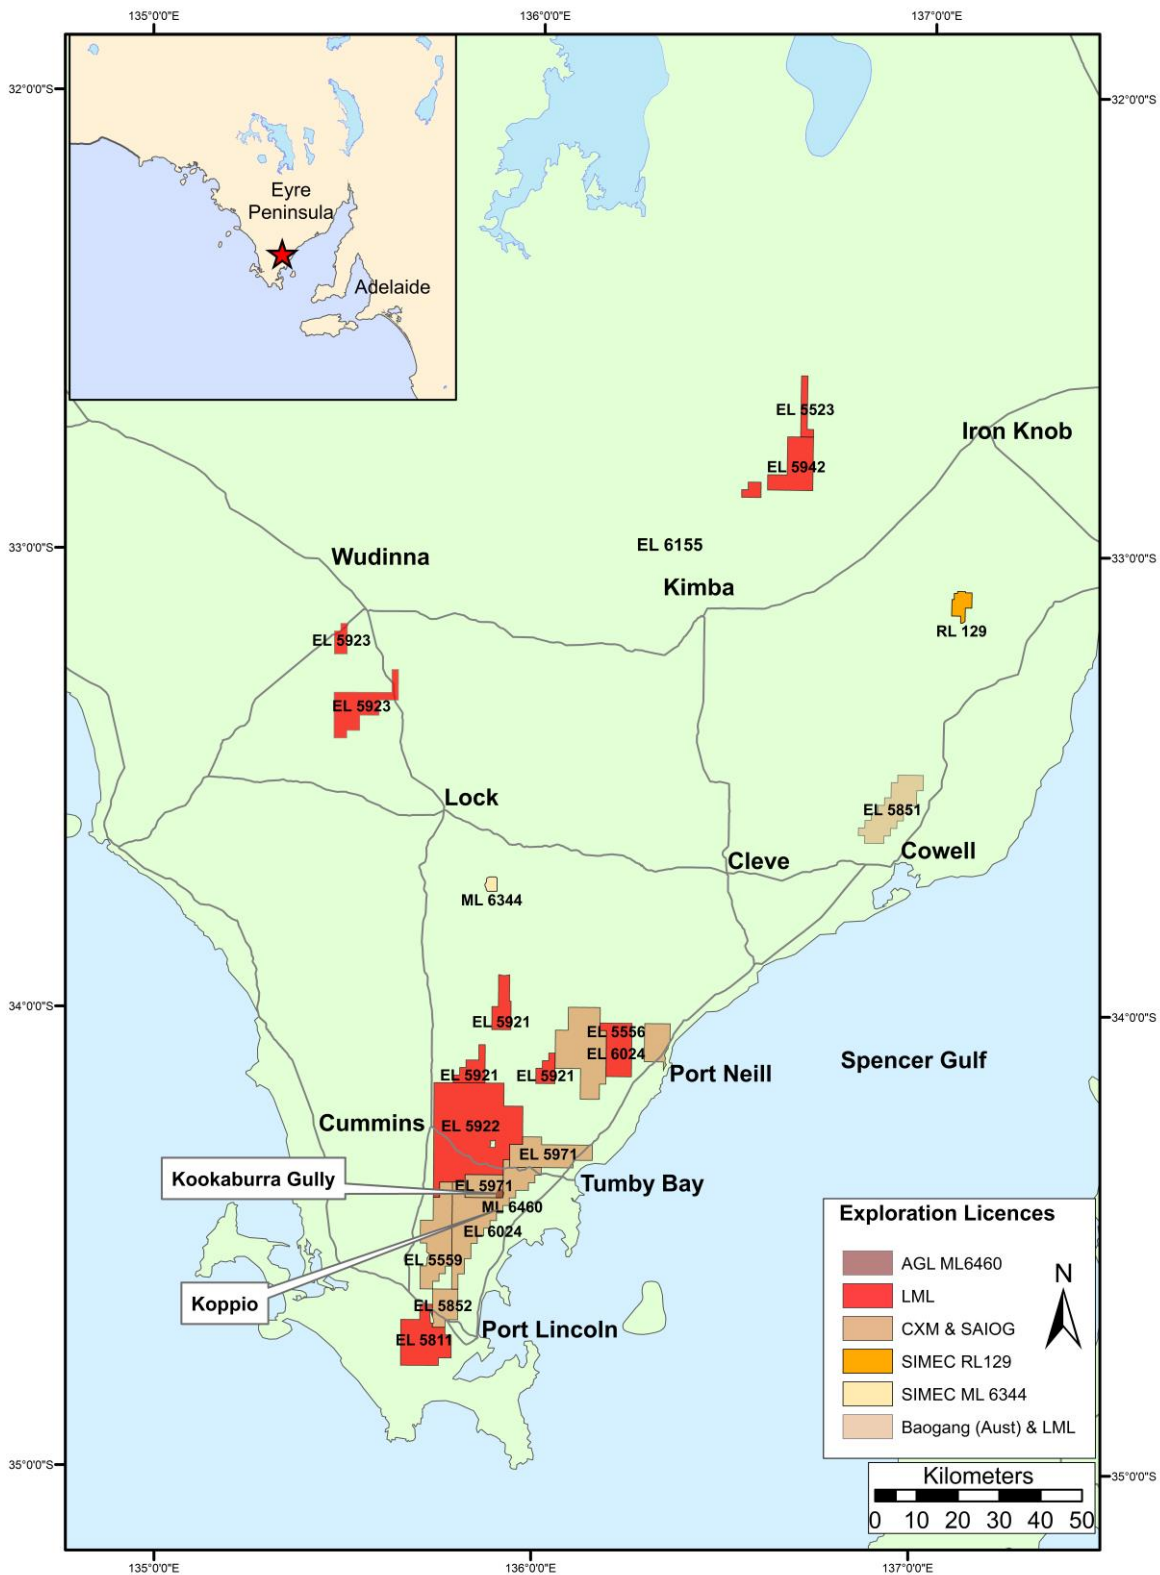 135°0'0"E
136°0'0"E
137°0'0"E
32°0'0"S
32°0'0"S
Eyre
Peninsula
Adelaide
EL 5523
Iron Knob
EL 5942
33°0'0"S
EL 6155
33°0'0"S
Wudinna
Kimba
RL 129
EL 5923
EL 5923
Lock
EL 5851
Cleve
Cowell
ML 6344
34°0'0"S
34°0'0"S
EL 5921
EL 5556
EL 6024
EL 5921
EL 5921
Port Neill
Spencer Gulf
Cummins
EL 5922
EL 5971
Kookaburra Gully
EL 5971
Tumby Bay
ML 6460
EL 6024
EL 5559
Koppio
EL 5852
EL 5811
Port Lincoln
Exploration Licences
AGL ML6460
LML
CXM & SAIOG
SIMEC RL129
SIMEC ML 6344
Baogang (Aust) & LML
N
35°0'0"S
35°0'0"S
Kilometers
0 10 20 30 40 50
135°0'0"E
136°0'0"E
137°0'0"E